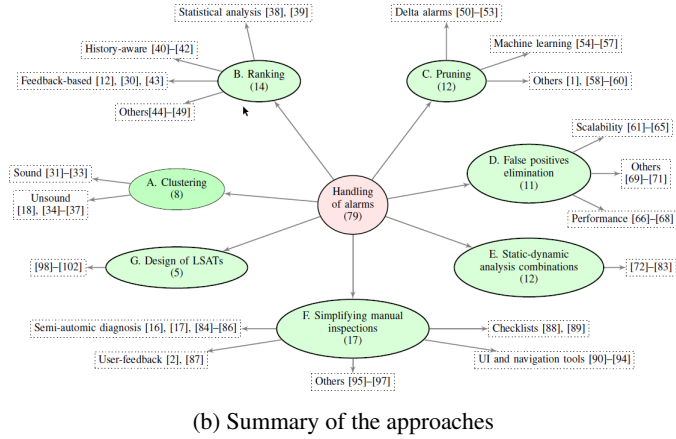 Statistical analysis [38], [39]
Delta alarms [50]–[53]
History-aware [40]–[42]
Machine learning [54]–[57]
B. Ranking
(14)
C. Pruning
(12)
Feedback-based [12], [30], [43]
Others [1], [58]–[60]
Others[44]–[49]
Scalability [61]–[65]
D. False positives
elimination
(11)
Others
[69]–[71]
Sound [31]–[33]
A. Clustering
(8)
Unsound
[18], [34]–[37]
Handling
of alarms
(79)
Performance [66]–[68]
G. Design of LSATs
(5)
[98]–[102]
E. Static-dynamic
analysis combinations
(12)
[72]–[83]
F. Simplifying manual
inspections
(17)
Semi-automic diagnosis [16], [17], [84]–[86]
Checklists [88], [89]
User-feedback [2], [87]
UI and navigation tools [90]–[94]
Others [95]–[97]
(b) Summary of the approaches